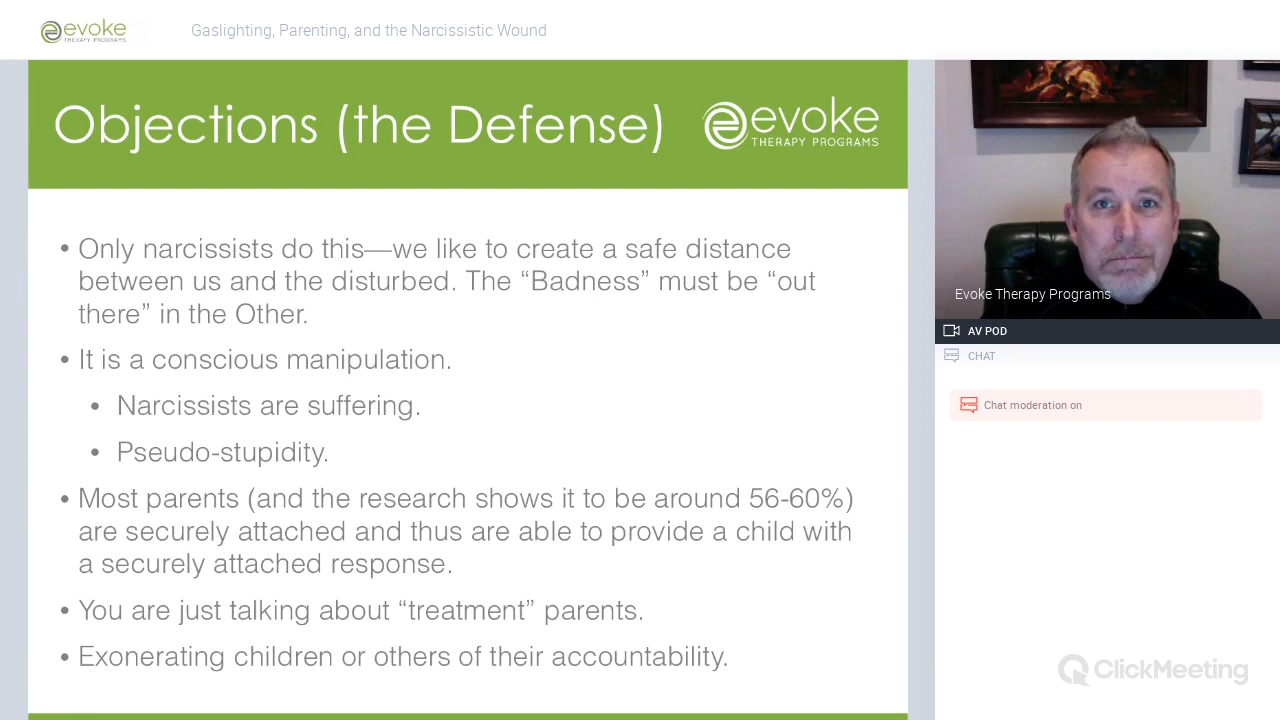 evoke
THERAPY PROGRAMS
Gaslighting, Parenting, and the Narcissistic Wound
Objections (the Defense)
evoke
THERAPY PROGRAMS
• Only narcissists do this—we like to create a safe distance
between us and the disturbed. The “Badness” must be “out
there” in the Other.
• It is a conscious manipulation.
• Narcissists are suffering.
• Pseudo-stupidity.
• Most parents (and the research shows it to be around 56-60%)
are securely attached and thus are able to provide a child with
a securely attached response.
• You are just talking about “treatment” parents.
• Exonerating children or others of their accountability.
Evoke Therapy Programs
AV POD
CHAT
Chat moderation on
ClickMeeting